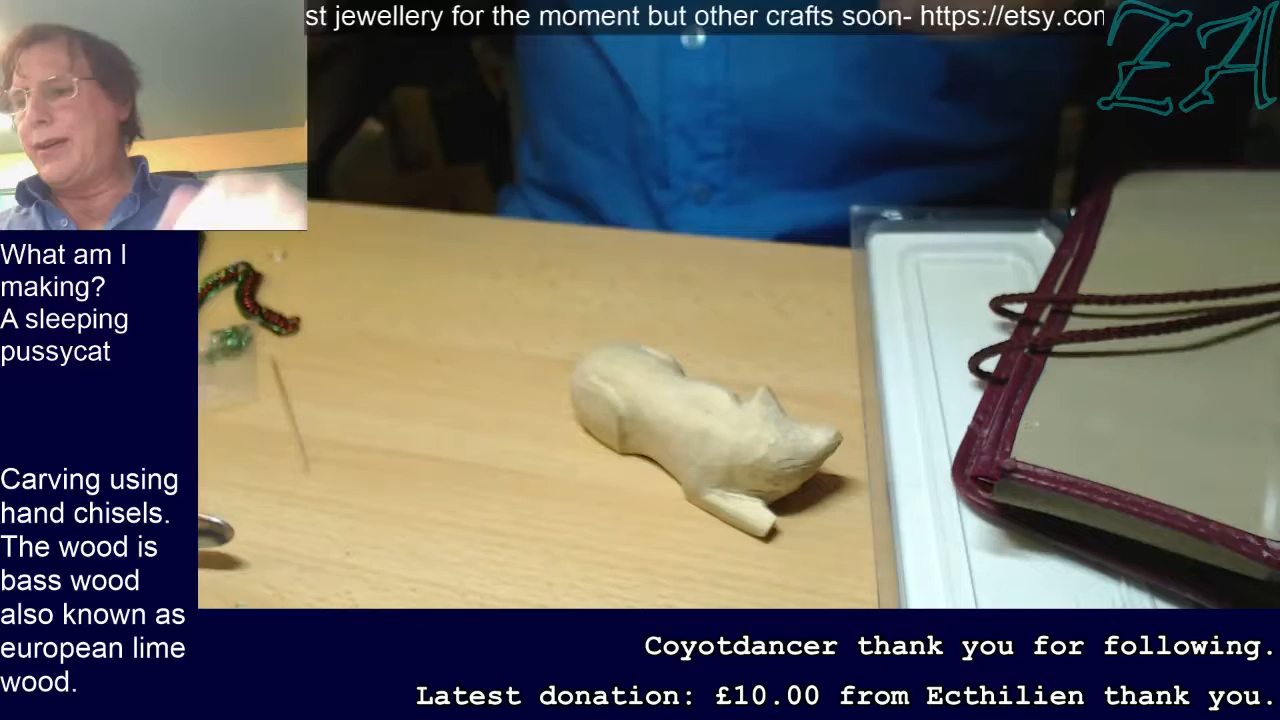 st jewellery for the moment but other crafts soon- https://etsy.com
ZA
What am I
making?
A sleeping
pussycat
Carving using
hand chisels.
The wood is
bass wood
also known as
european lime
wood.
Coyotdancer thank you for following.
Latest donation: £10.00 from Ecthilien thank you.